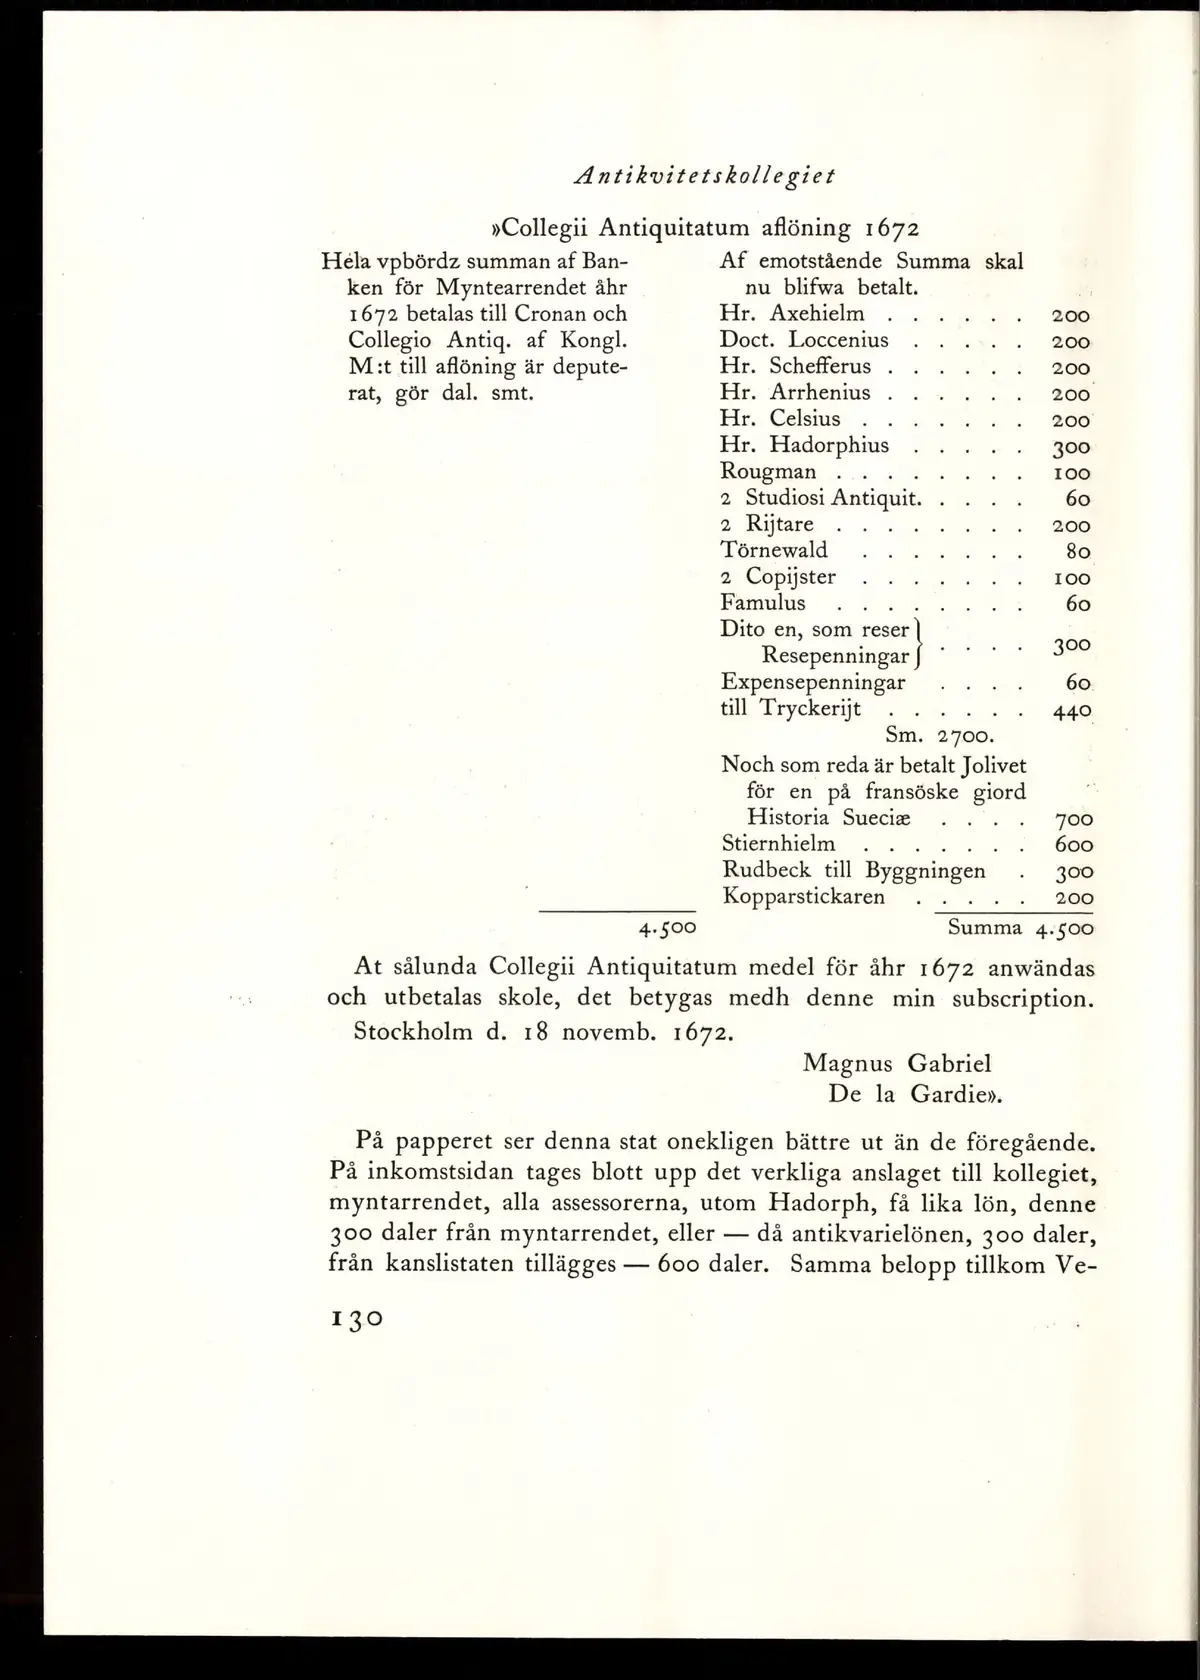 Antikvitetskollegiet
»Collegii Antiquitatum aflöning 1672
Hela vpbördz summan af Ban-
ken för Myntearrendet åhr
1672 betalas till Cronan och
Collegio Antiq. af Kongl.
M:t till aflöning är depute-
rat, gör dal. smt.
4.500
Af emotstående Summa skal
nu blifwa betalt.
Hr. Axehielm . . . . . . 200
Doct. Loccenius . . . . . 200
Hr. Schefferus . . . . . . 200
Hr. Arrhenius . . . . . . 200
Hr. Celsius . . . . . . . 200
Hr. Hadorphius . . . . . 300
Rougman . . . . . . . . 100
2 Studiosi Antiquit. . . . . 60
2 Rijtare . . . . . . . . 200
Törnewald . . . . . . . 80
2 Copijster . . . . . . . 100
Famulus . . . . . . . . 60
Dito en, som reser }
Resepenningar } . . . . 300
Expensepenningar . . . . 60
till Tryckerijt . . . . . . 440
Sm. 2700.
Noch som reda är betalt Jolivet
för en på fransöske giord
Historia Sueciæ . . . . 700
Stiernhielm . . . . . . . 600
Rudbeck till Byggningen . 300
Kopparstickaren . . . . . 200
Summa 4.500
At sålunda Collegii Antiquitatum medel för åhr 1672 anwändas
och utbetalas skole, det betygas medh denne min subscription.
Stockholm d. 18 novemb. 1672.
Magnus Gabriel
De la Gardie».
På papperet ser denna stat onekligen bättre ut än de föregående.
På inkomstsidan tages blott upp det verkliga anslaget till kollegiet,
myntarrendet, alla assessorerna, utom Hadorph, få lika lön, denne
300 daler från myntarrendet, eller — då antikvarielönen, 300 daler,
från kanslistaten tillägges — 600 daler. Samma belopp tillkom Ve-
130